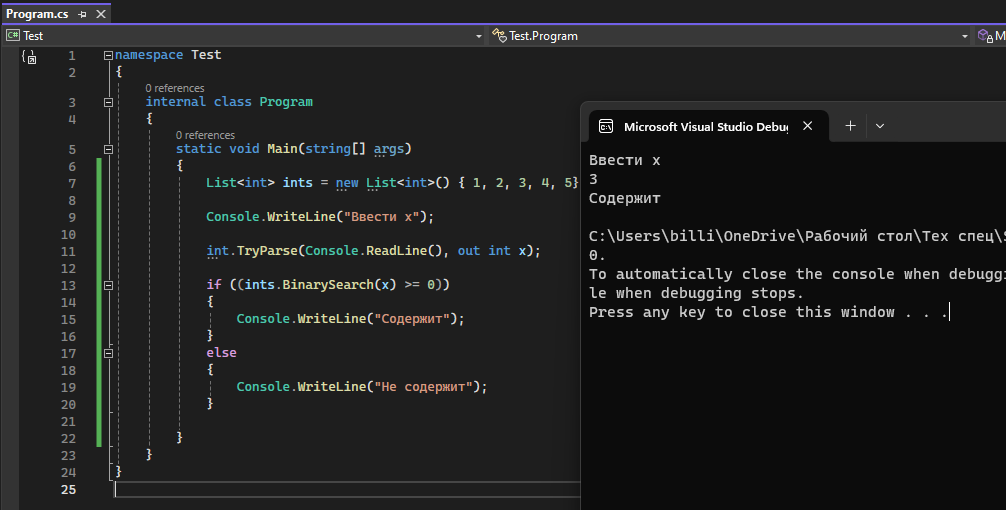 Program.cs
Test
Test.Program
M
1 namespace Test
2 {
0 references
3 internal class Program
4 {
0 references
5 static void Main(string[] args)
6 {
7 List<int> ints = new List<int>() { 1, 2, 3, 4, 5}
8
9 Console.WriteLine("Ввести x");
10
11 int.TryParse(Console.ReadLine(), out int x);
12
13 if ((ints.BinarySearch(x) >= 0))
14 {
15 Console.WriteLine("Содержит");
16 }
17 else
18 {
19 Console.WriteLine("Не содержит");
20 }
21
22 }
23 }
24 }
25
Microsoft Visual Studio Debug
Ввести x
3
Содержит
C:\Users\billi\OneDrive\Рабочий стол\Тех спец\
0.
To automatically close the console when debuggi
le when debugging stops.
Press any key to close this window . . .